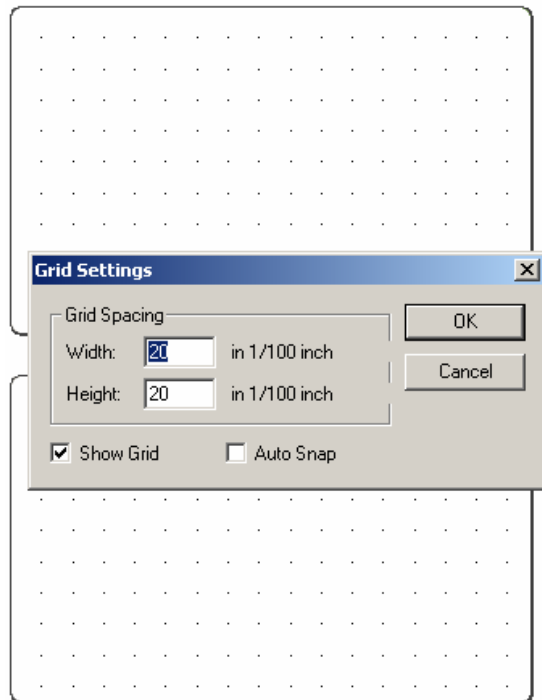 Grid Settings
Grid Spacing
OK
Width: 20 in 1/100 inch
Cancel
Height: 20 in 1/100 inch
Show Grid Auto Snap